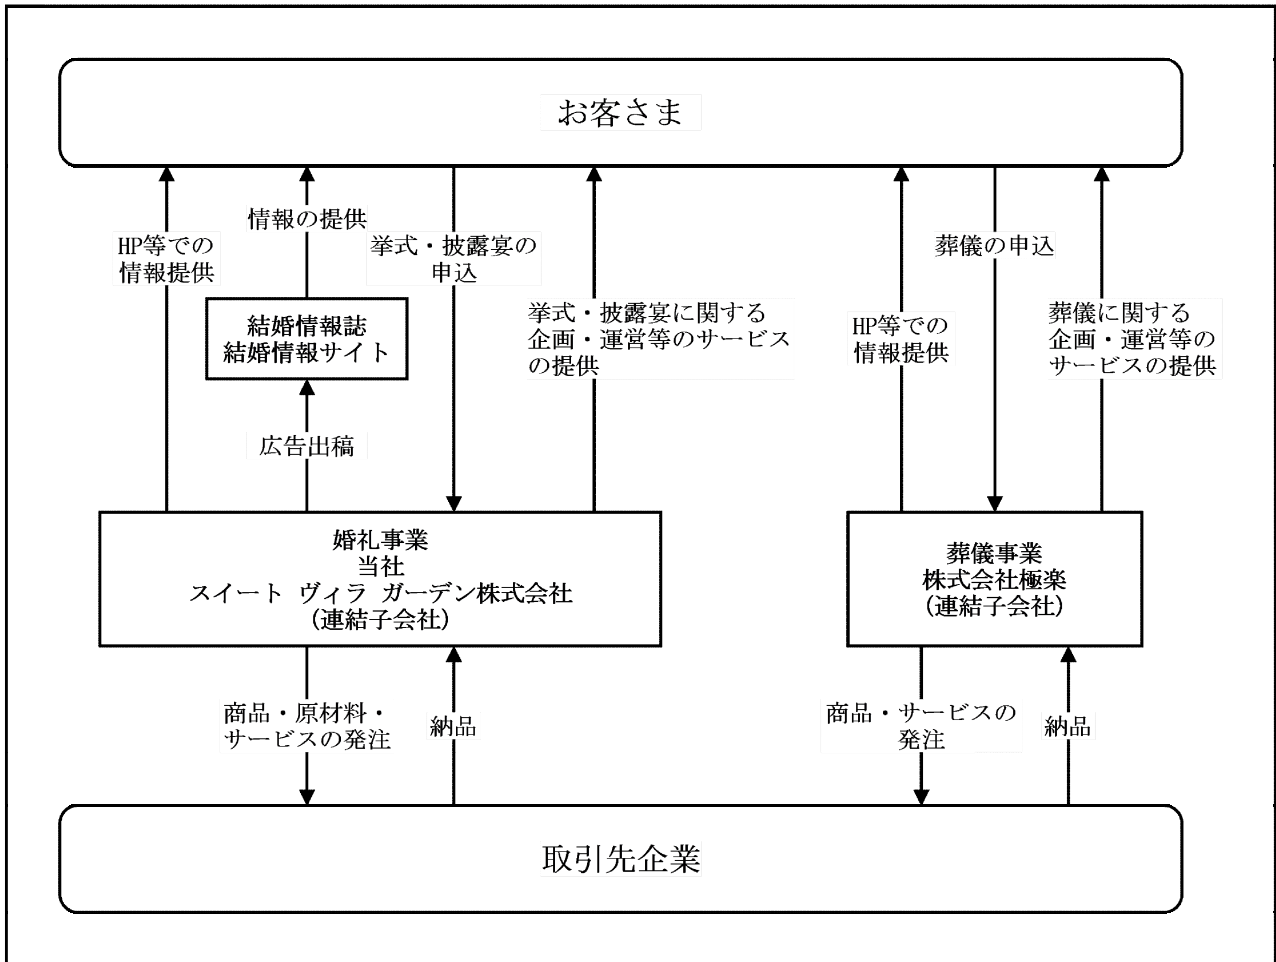 お客さま
情報の提供
HP等での
情報提供
挙式・披露宴の
申込
葬儀の申込
結婚情報誌
結婚情報サイト
挙式・披露宴に関する
企画・運営等のサービス
の提供
HP等での
情報提供
葬儀に関する
企画・運営等の
サービスの提供
広告出稿
婚礼事業
当社
スイート ヴィラ ガーデン株式会社
(連結子会社)
葬儀事業
株式会社極楽
(連結子会社)
商品・原材料・
サービスの発注
納品
商品・サービスの
発注
納品
取引先企業